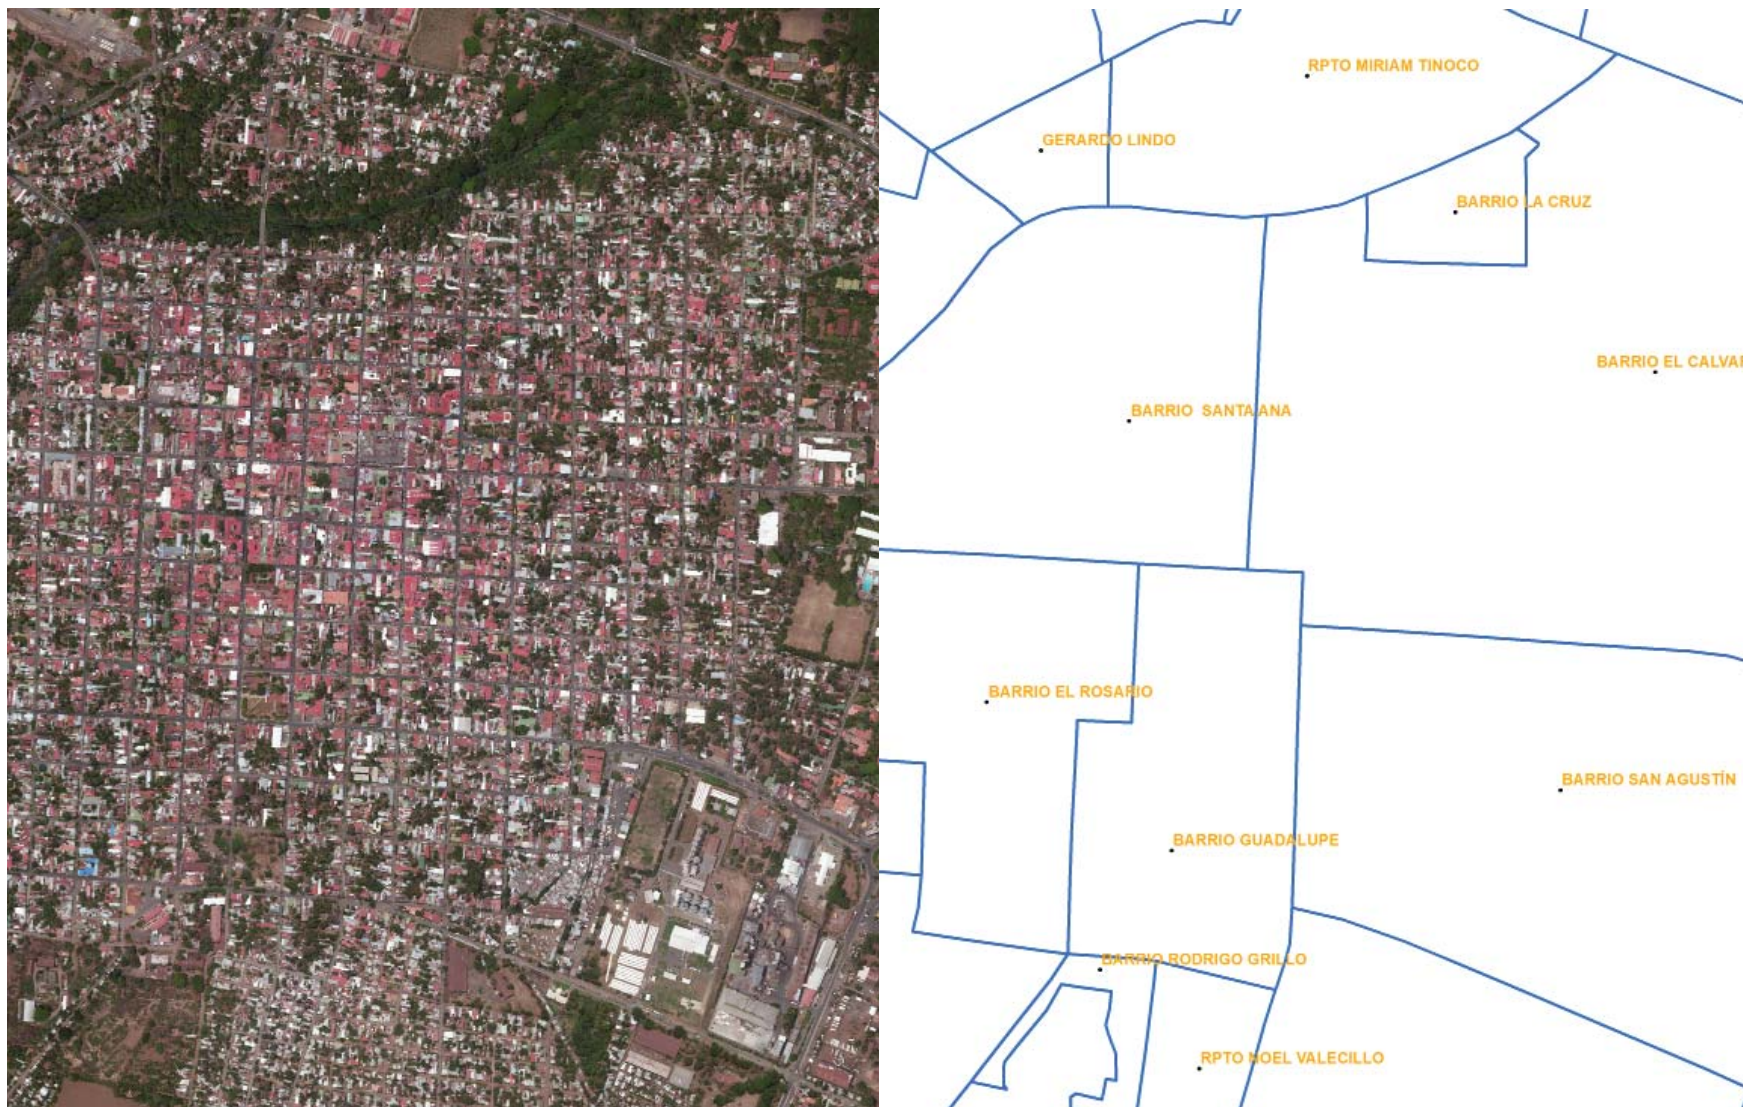 RPTO MIRIAM TINOCO
GERARDO LINDO
BARRIO LA CRUZ
BARRIO EL CALVAR
BARRIO SANTA ANA
BARRIO EL ROSARIO
BARRIO SAN AGUSTÍN
BARRIO GUADALUPE
BARRIO RODRIGO GRILLO
RPTO NOEL VALECILLO